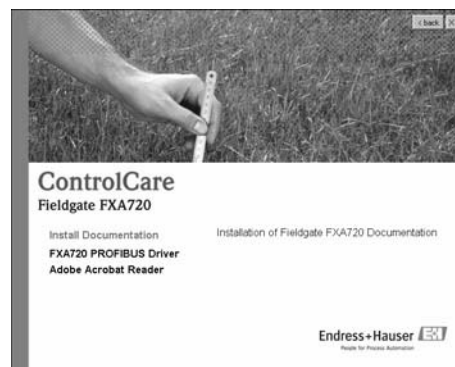 < back X
ControlCare
Fieldgate FXA720
Install Documentation
Installation of Fieldgate FXA720 Documentation
FXA720 PROFIBUS Driver
Adobe Acrobat Reader
Endress+Hauser EH
People for Process Automation